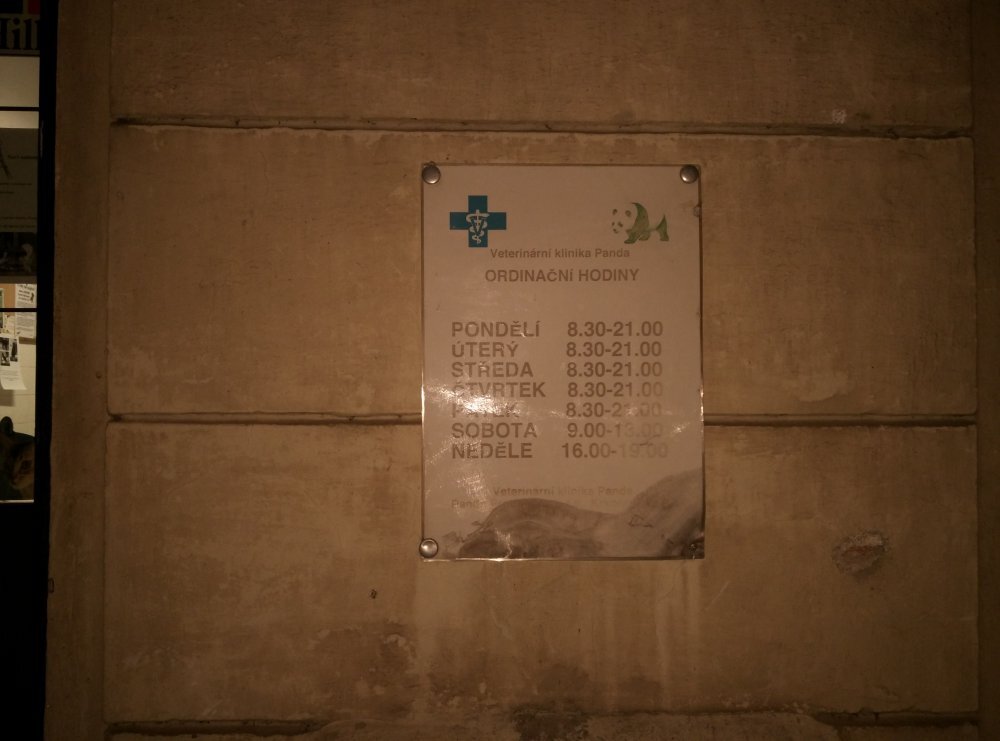 Veterinární klinika Panda
ORDINAČNÍ HODINY
PONDĚLÍ 8.30-21.00
ÚTERÝ 8.30-21.00
STŘEDA 8.30-21.00
ČTVRTEK 8.30-21.00
PÁTEK 8.30-21.00
SOBOTA 9.00-13.00
NEDĚLE 16.00-19.00
Veterinární klinika Panda